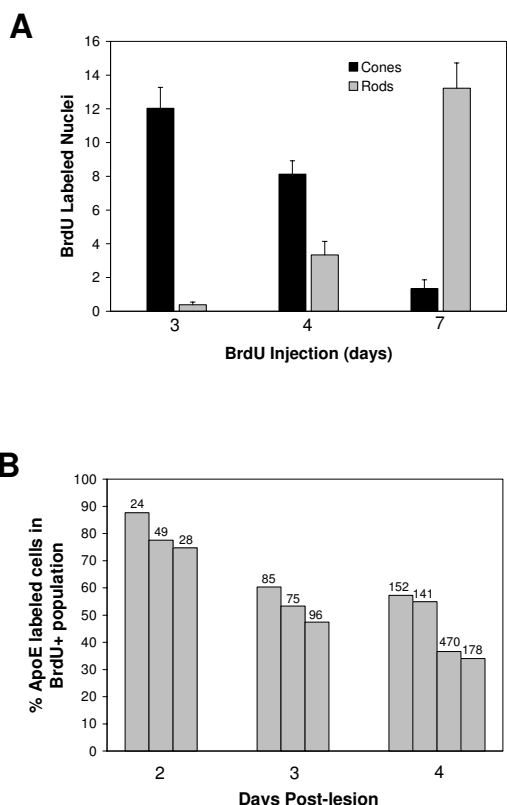 A
16
14
12
10
8
6
4
2
0
BrdU Labeled Nuclei
Cones
Rods
3 4 7
BrdU Injection (days)
B
100
90
80
70
60
50
40
30
20
10
0
% ApoE labeled cells in
BrdU+ population
24 49 28 85 75 96 152 141 470 178
2 3 4
Days Post-lesion